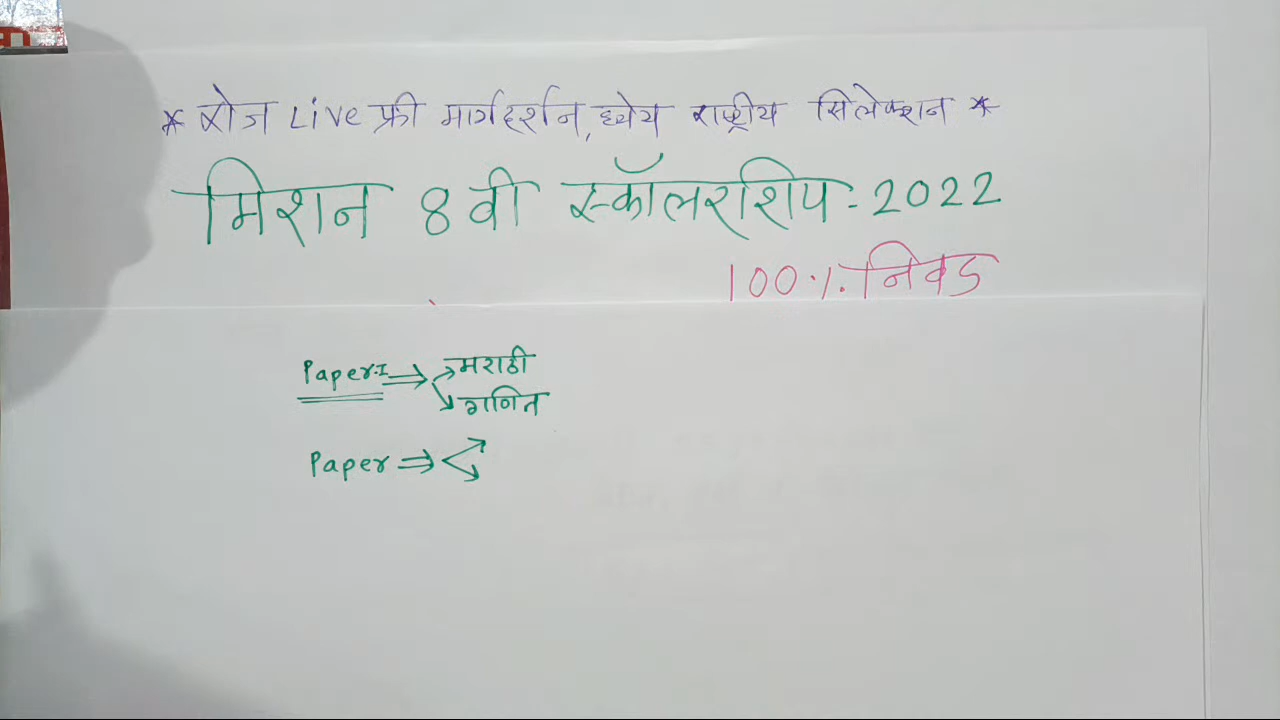 * रोज Live फ्री मार्गदर्शन, ध्येय राष्ट्रीय सिलेक्शन *
मिशन 8 वी स्कॉलरशिप - 2022
100% निवड
Paper-I ⇒ मराठी
गणित
Paper ⇒